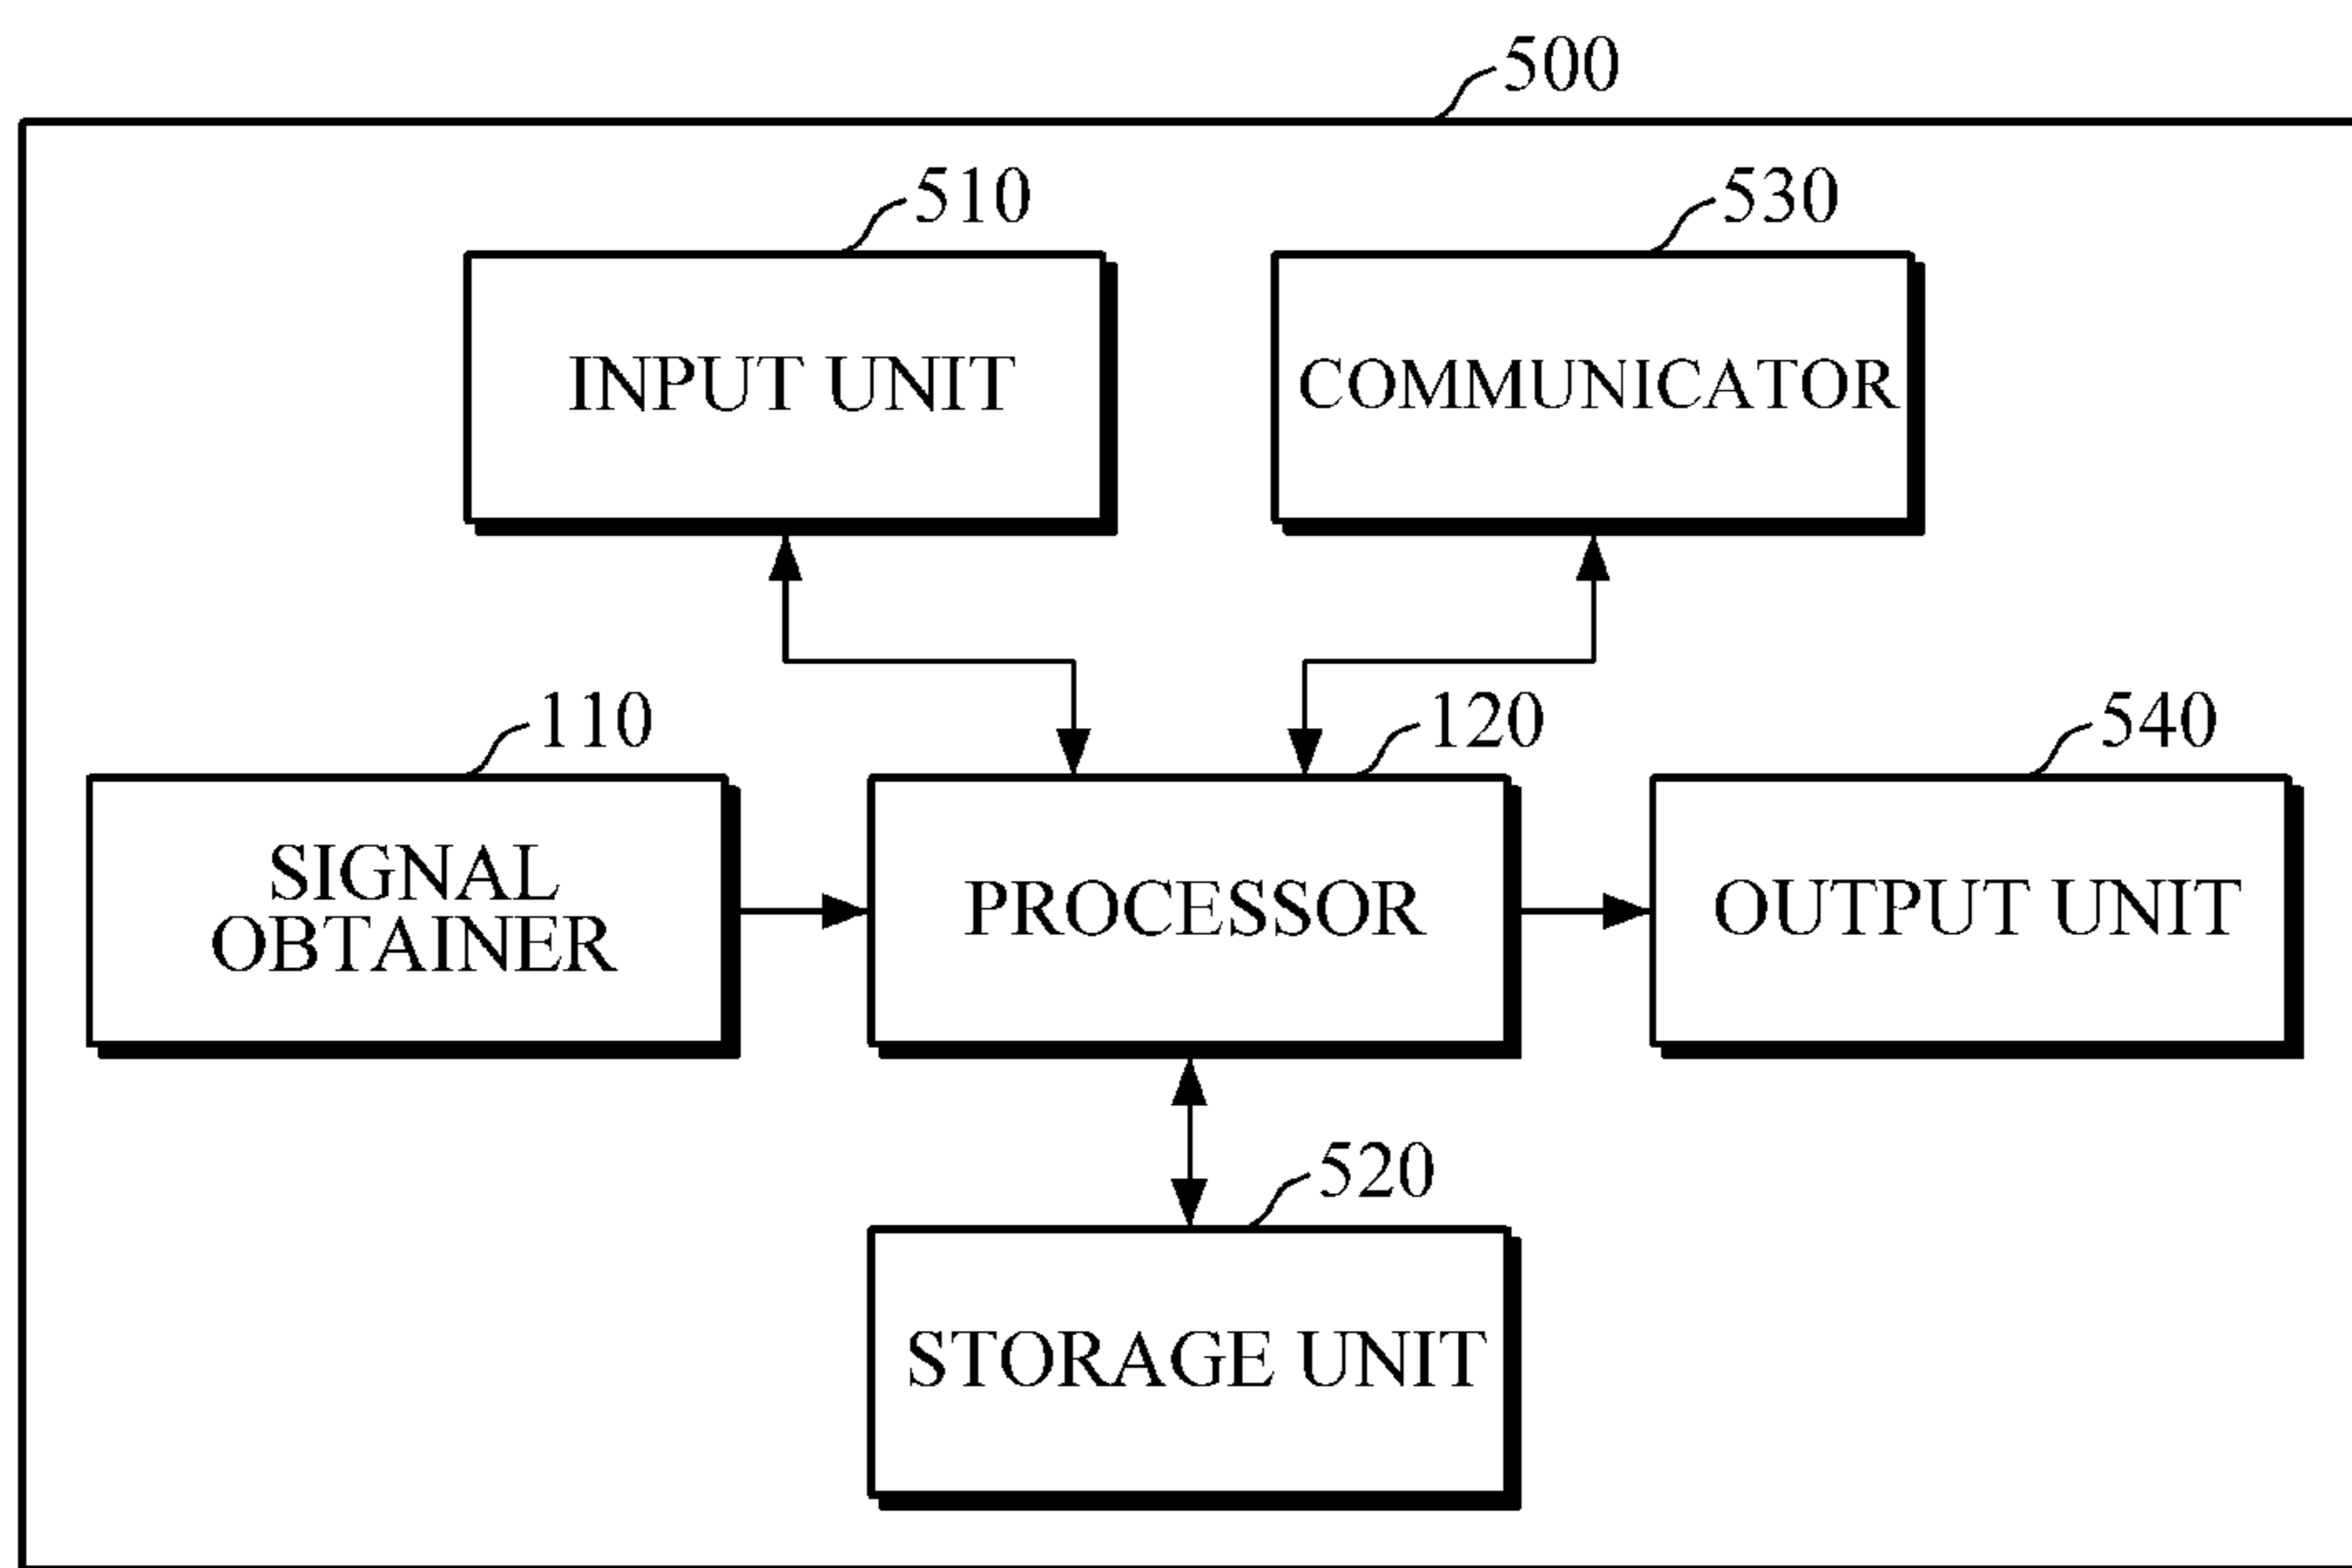 500
510
530
INPUT UNIT
COMMUNICATOR
110
120
540
SIGNAL
OBTAINER
PROCESSOR
OUTPUT UNIT
520
STORAGE UNIT